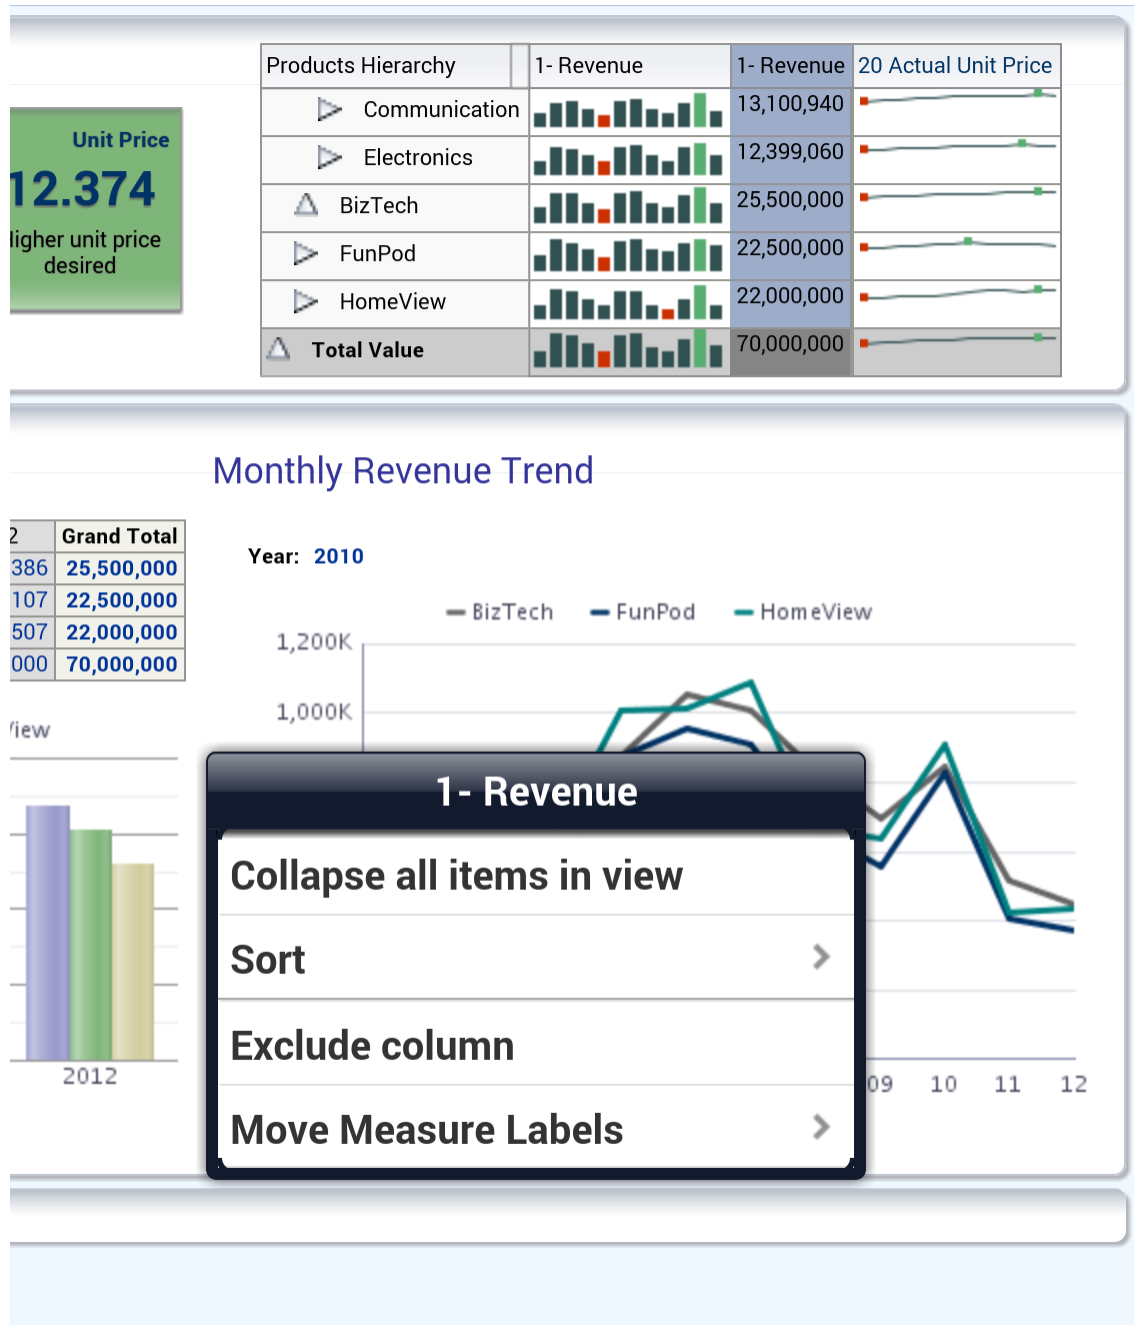 Products Hierarchy 1- Revenue 1- Revenue 20 Actual Unit Price
Communication 13,100,940
Electronics 12,399,060
BizTech 25,500,000
FunPod 22,500,000
HomeView 22,000,000
Total Value 70,000,000
Unit Price
12.374
igher unit price
desired
Monthly Revenue Trend
2 Grand Total
386 25,500,000
107 22,500,000
507 22,000,000
000 70,000,000
Year: 2010
BizTech FunPod HomeView
1,200K
1,000K
iew
2012
1- Revenue
Collapse all items in view
Sort
Exclude column
Move Measure Labels
09 10 11 12